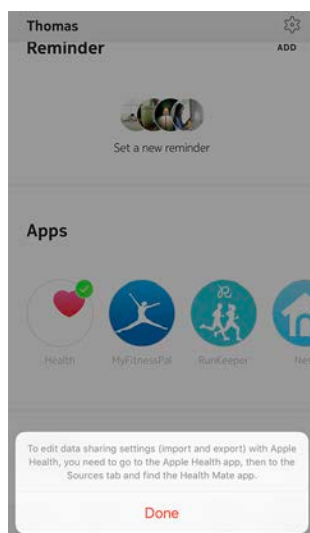 Thomas
Reminder
ADD
Set a new reminder
Apps
Health
MyFitnessPal
RunKeeper
Nes
To edit data sharing settings (import and export) with Apple
Health, you need to go to the Apple Health app, then to the
Sources tab and find the Health Mate app.
Done